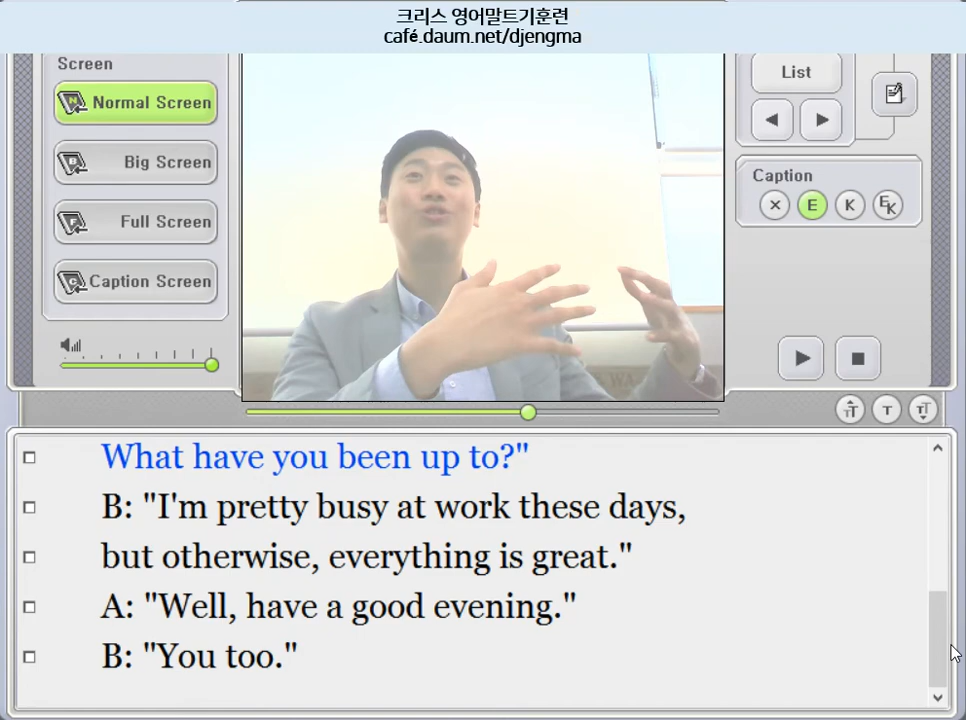 크리스 영어말트기훈련
café.daum.net/djengma
Screen
Normal Screen
Big Screen
Full Screen
Caption Screen
List
Caption
E
K
EK
T
T
T
What have you been up to?"
B: "I'm pretty busy at work these days,
but otherwise, everything is great."
A: "Well, have a good evening."
B: "You too."